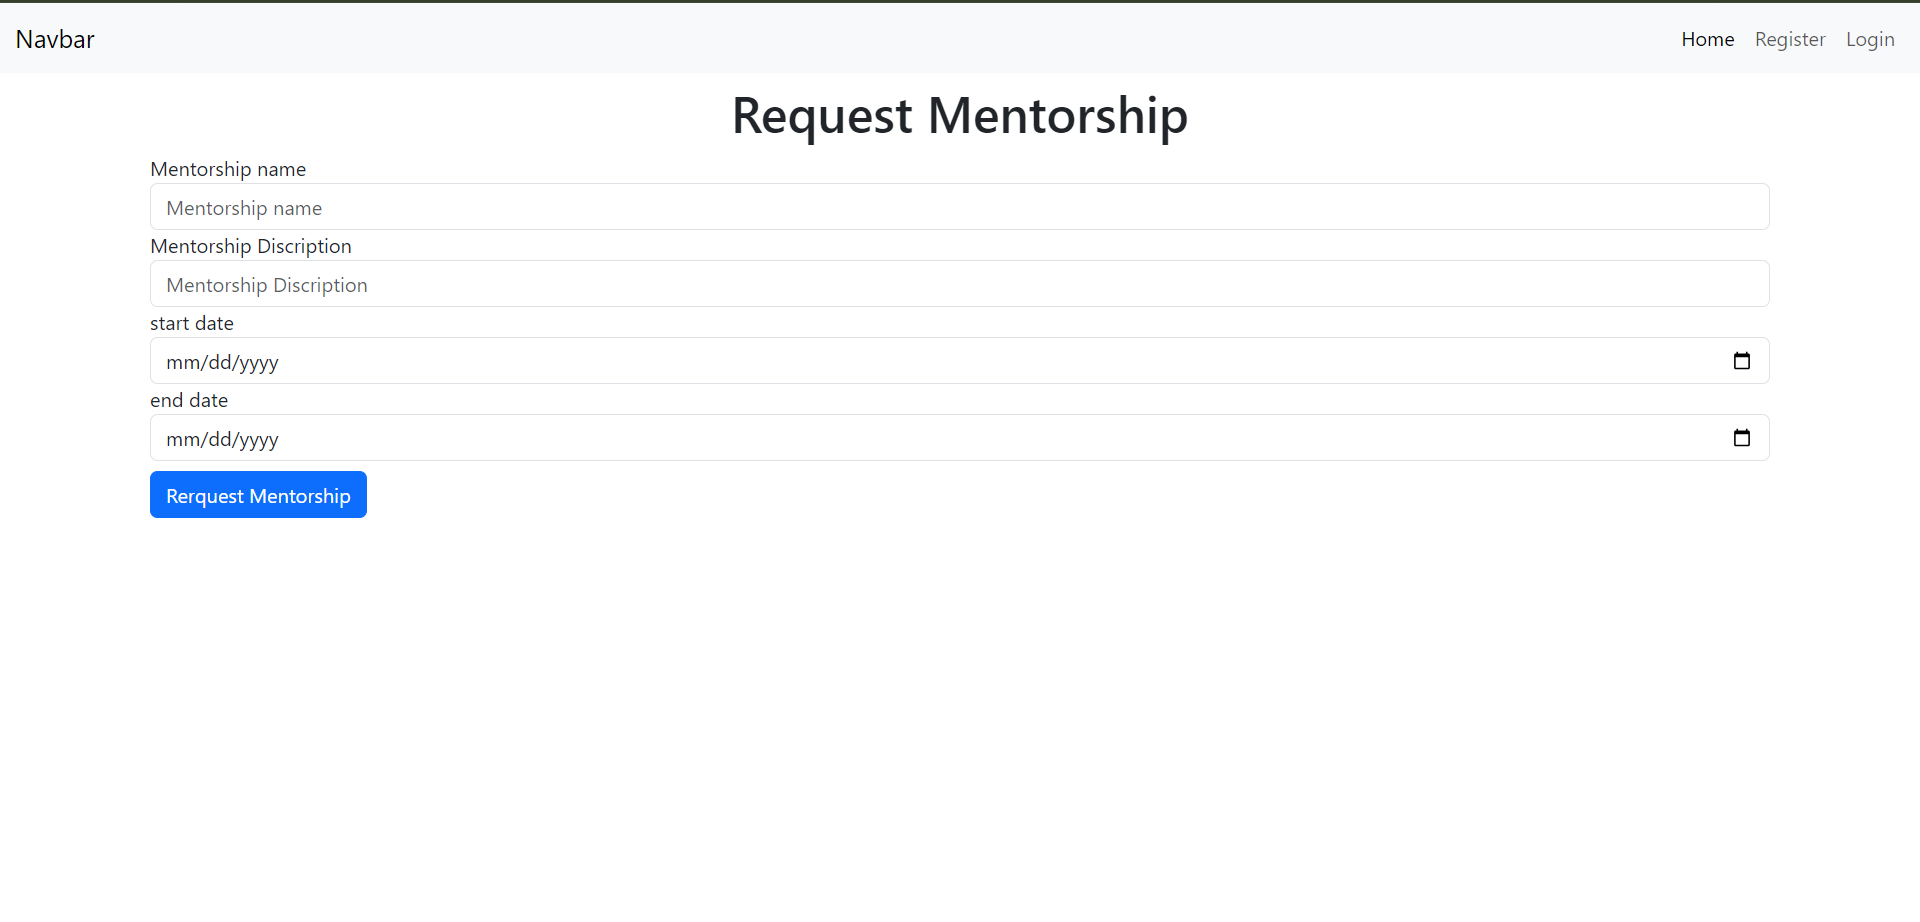 Navbar Home Register Login
Request Mentorship
Mentorship name
Mentorship name
Mentorship Discription
Mentorship Discription
start date
mm/dd/yyyy
end date
mm/dd/yyyy
Rerquest Mentorship